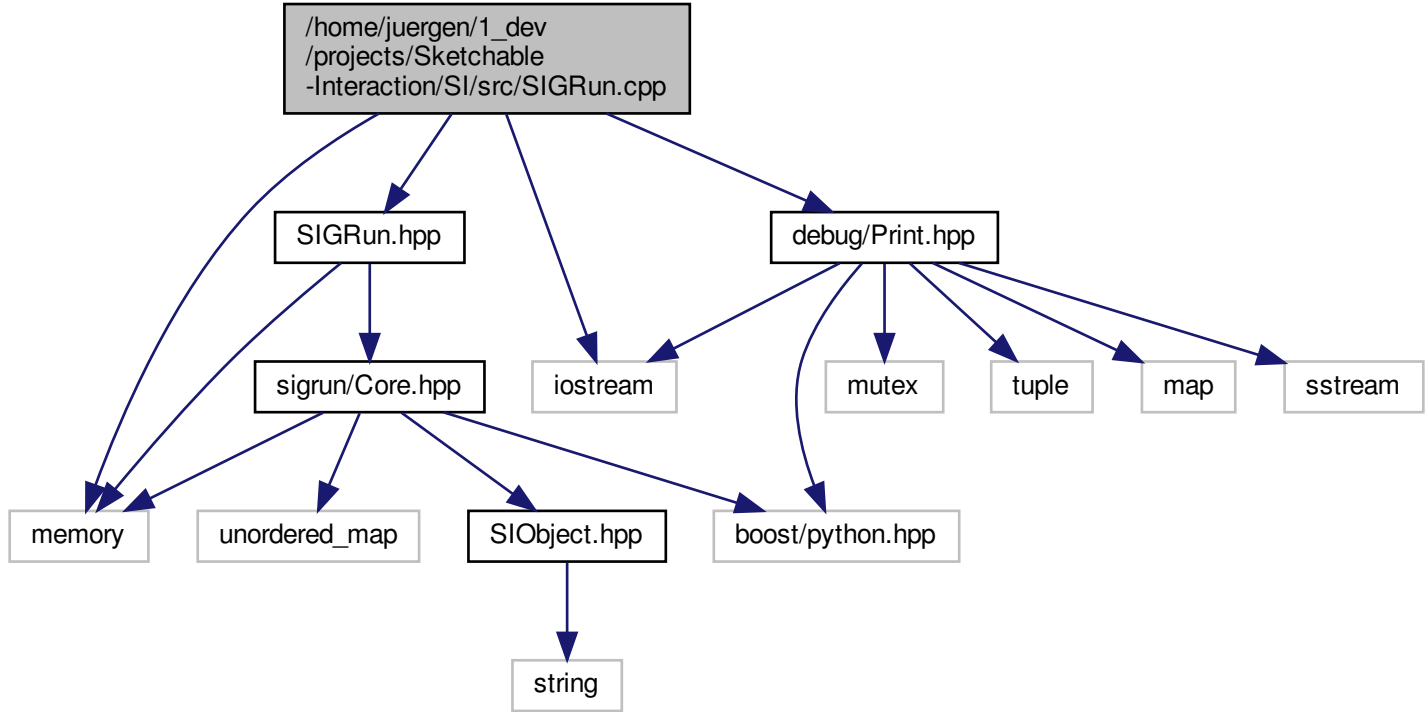 /home/juergen/1_dev
/projects/Sketchable
-Interaction/SI/src/SIGRun.cpp
SIGRun.hpp
debug/Print.hpp
sigrun/Core.hpp
iostream
mutex
tuple
map
sstream
memory
unordered_map
SIObject.hpp
boost/python.hpp
string